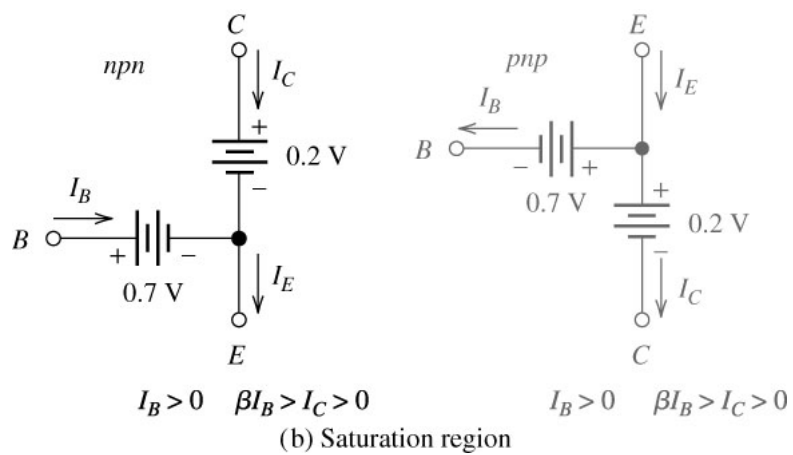 C
npn
I_C
+
0.2 V
−
I_B
B
+
−
I_E
0.7 V
E
I_B > 0 βI_B > I_C > 0
E
pnp
I_E
I_B
B
−
+
0.7 V
+
0.2 V
−
I_C
C
I_B > 0 βI_B > I_C > 0
(b) Saturation region